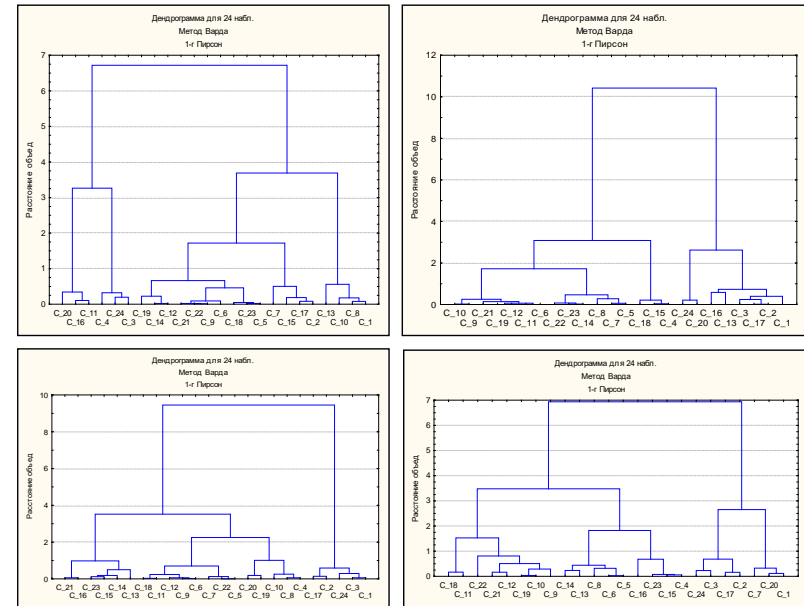 Дендрограмма для 24 набл.
Метод Варда
1-r Пирсон
Расстояние объед
7
6
5
4
3
2
1
0
C_20 C_11 C_24 C_19 C_12 C_22 C_6 C_23 C_7 C_17 C_13 C_8
C_16 C_4 C_3 C_14 C_21 C_9 C_18 C_5 C_15 C_2 C_10 C_1
Дендрограмма для 24 набл.
Метод Варда
1-r Пирсон
Расстояние объед
12
10
8
6
4
2
0
C_10 C_21 C_12 C_6 C_23 C_8 C_5 C_15 C_24 C_16 C_3 C_2
C_9 C_19 C_11 C_22 C_14 C_7 C_18 C_4 C_20 C_13 C_17 C_1
Дендрограмма для 24 набл.
Метод Варда
1-r Пирсон
Расстояние объед
10
8
6
4
2
0
C_21 C_23 C_14 C_18 C_12 C_6 C_22 C_20 C_10 C_4 C_2 C_3
C_16 C_15 C_13 C_11 C_9 C_7 C_5 C_19 C_8 C_17 C_24 C_1
Дендрограмма для 24 набл.
Метод Варда
1-r Пирсон
Расстояние объед
7
6
5
4
3
2
1
0
C_18 C_22 C_12 C_10 C_14 C_8 C_5 C_23 C_4 C_3 C_2 C_20
C_11 C_21 C_19 C_9 C_13 C_6 C_16 C_15 C_24 C_17 C_7 C_1